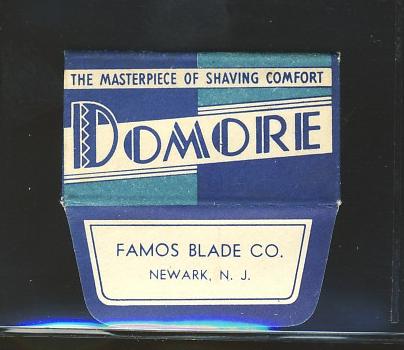 THE MASTERPIECE OF SHAVING COMFORT
DOMORE
FAMOS BLADE CO.
NEWARK, N. J.